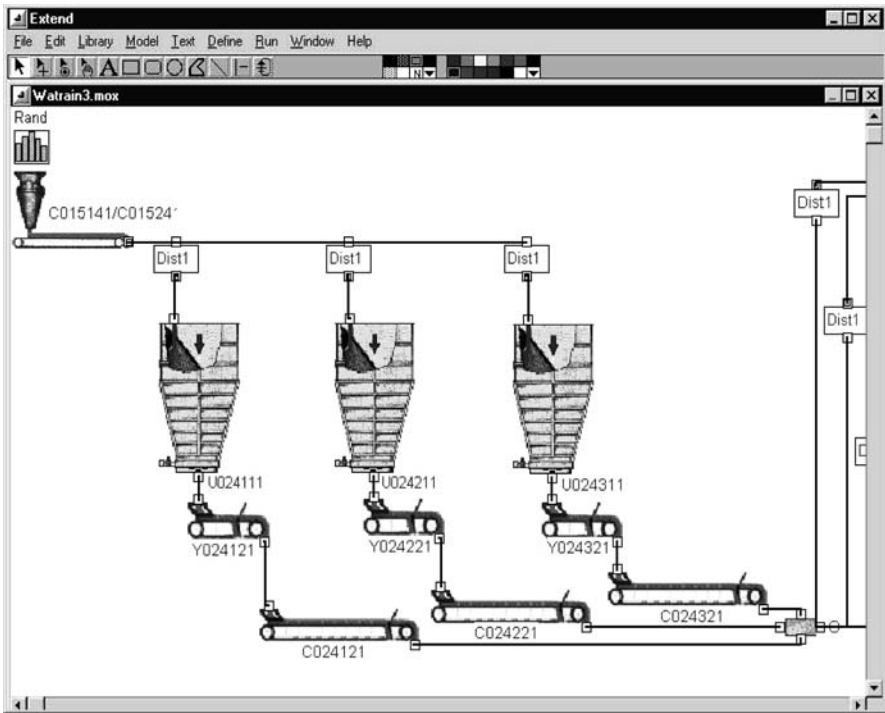 Extend
File Edit Library Model Text Define Run Window Help
A N
Watrain3.mox
Rand
C015141/C01524
Dist1
Dist1 Dist1 Dist1
Dist1
U024111 U024211 U024311
Y024121 Y024221 Y024321
C024321
C024221
C024121